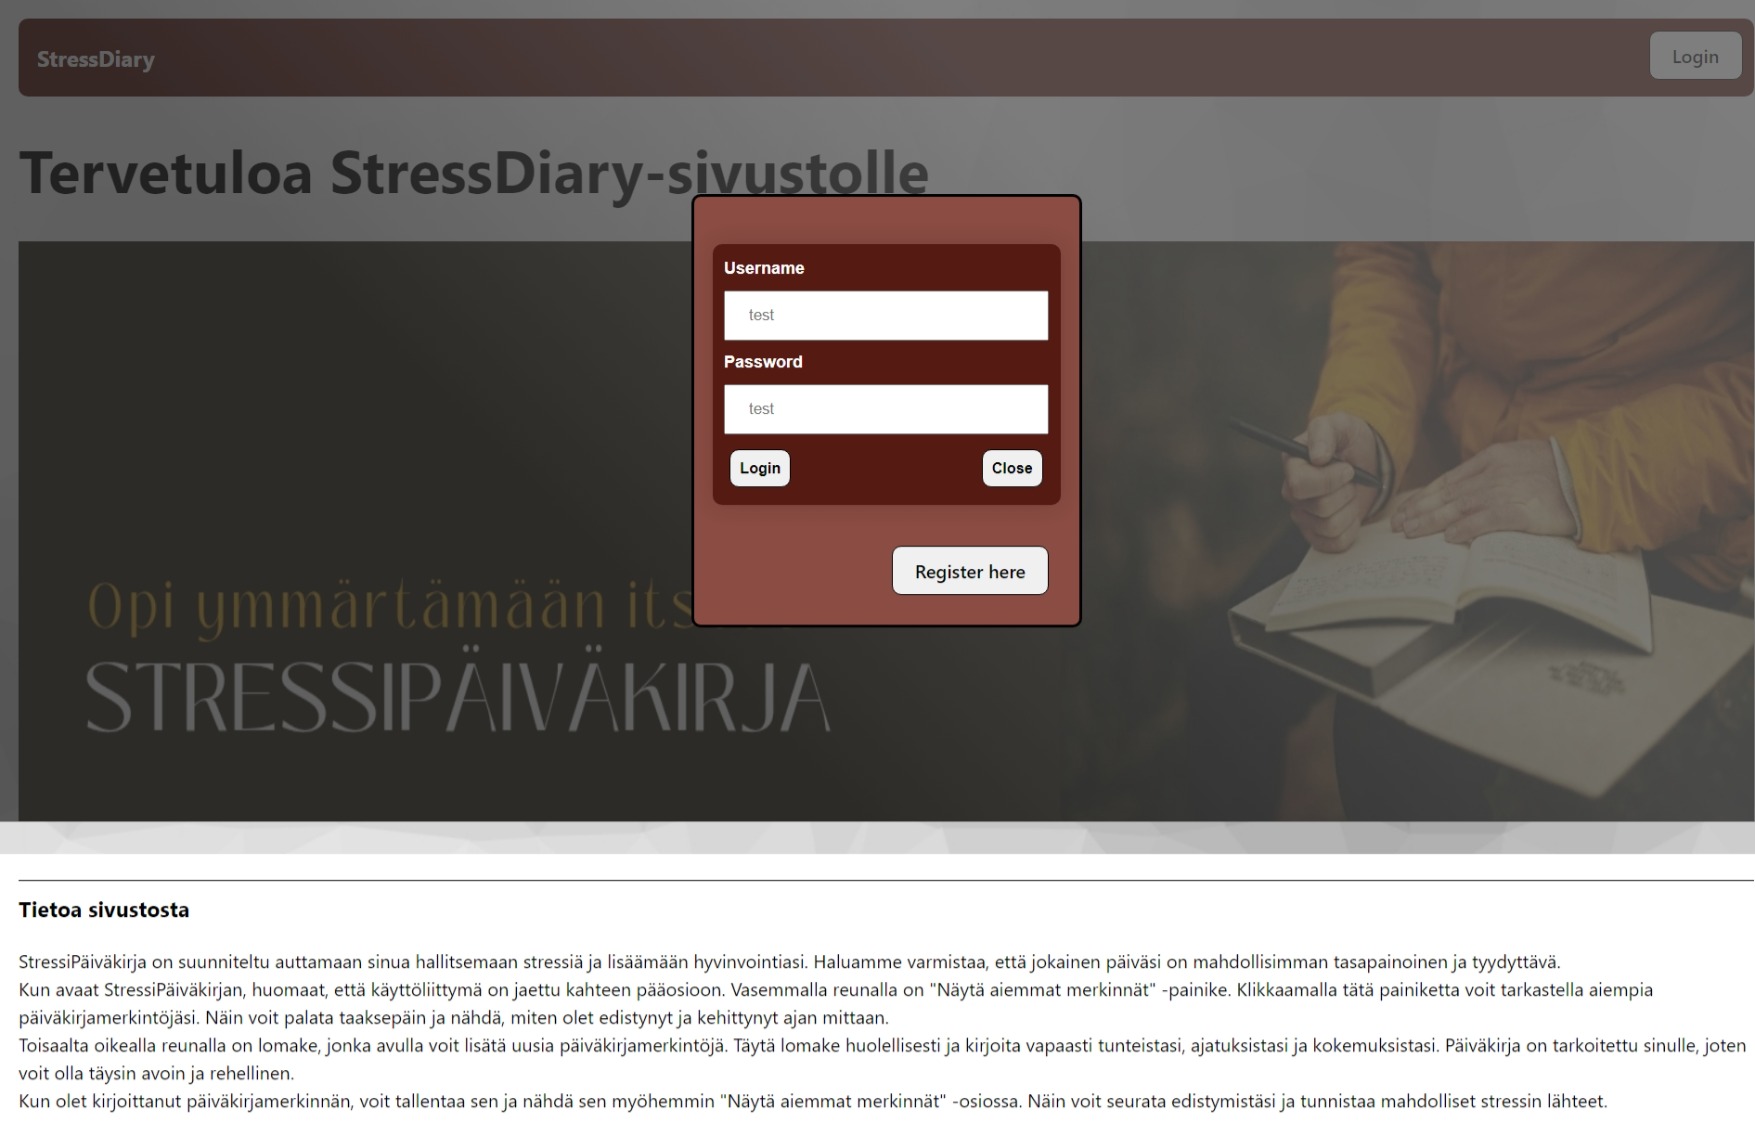 StressDiary
Login
Tervetuloa StressDiary-sivustolle
Username
test
Password
test
Login
Close
Register here
Opi ymmärtämään
STRESSIPÄIVÄKIRJA
Tietoa sivustosta
StressiPäiväkirja on suunniteltu auttamaan sinua hallitsemaan stressiä ja lisäämään hyvinvointiasi. Haluamme varmistaa, että jokainen päiväsi on mahdollisimman tasapainoinen ja tyydyttävä.
Kun avaat StressiPäiväkirjan, huomaat, että käyttöliittymä on jaettu kahteen pääosioon. Vasemmalla reunalla on "Näytä aiemmat merkinnät" -painike. Klikkaamalla tätä painiketta voit tarkastella aiempia
päiväkirjamerkintöjäsi. Näin voit palata taaksepäin ja nähdä, miten olet edistynyt ja kehittynyt ajan mittaan.
Toisaalta oikealla reunalla on lomake, jonka avulla voit lisätä uusia päiväkirjamerkintöjä. Täytä lomake huolellisesti ja kirjoita vapaasti tunteistasi, ajatuksistasi ja kokemuksistasi. Päiväkirja on tarkoitettu sinulle, joten
voit olla täysin avoin ja rehellinen.
Kun olet kirjoittanut päiväkirjamerkinnän, voit tallentaa sen ja nähdä sen myöhemmin "Näytä aiemmat merkinnät" -osiossa. Näin voit seurata edistymistäsi ja tunnistaa mahdolliset stressin lähteet.